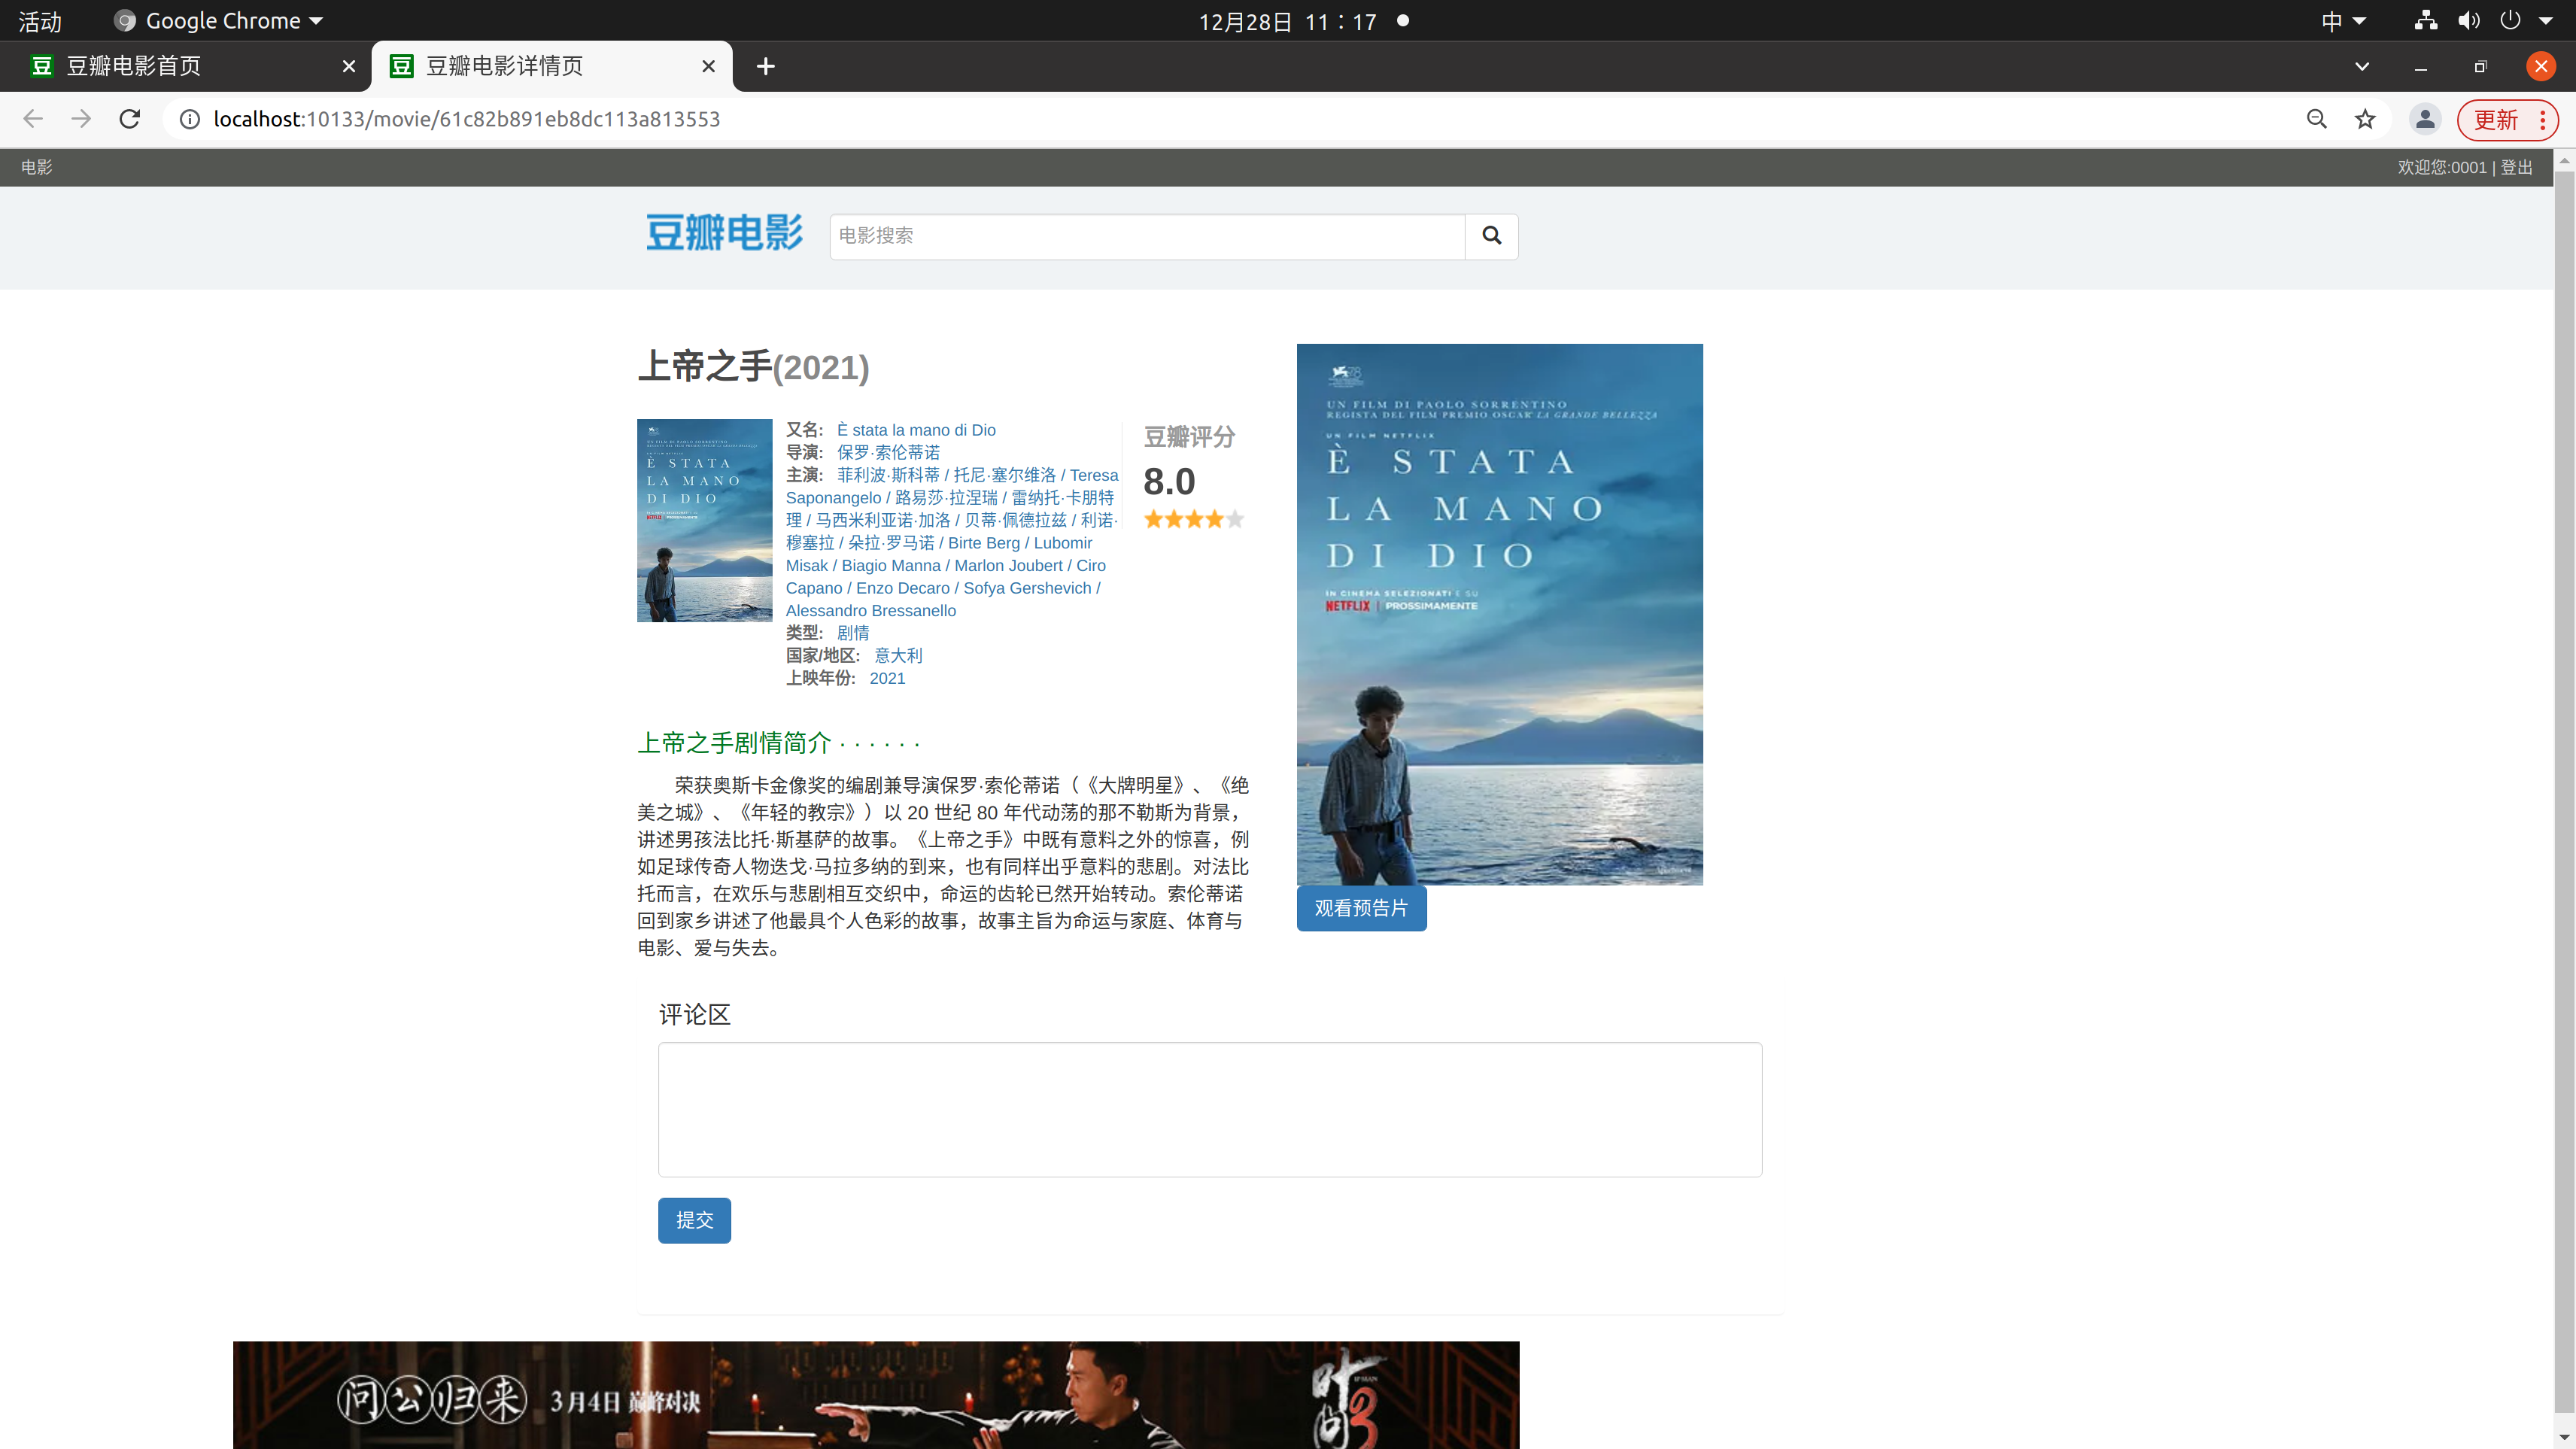 活动
Google Chrome
12月28日 11：17
中
豆 豆瓣电影首页
豆 豆瓣电影详情页
localhost:10133/movie/61c82b891eb8dc113a813553
更新
电影
欢迎您:0001 | 登出
豆瓣电影
电影搜索
上帝之手(2021)
又名: È stata la mano di Dio
导演: 保罗·索伦蒂诺
主演: 菲利波·斯科蒂 / 托尼·塞尔维洛 / Teresa
Saponangelo / 路易莎·拉涅瑞 / 雷纳托·卡朋特
理 / 马西米利亚诺·加洛 / 贝蒂·佩德拉兹 / 利诺·
穆塞拉 / 朵拉·罗马诺 / Birte Berg / Lubomir
Misak / Biagio Manna / Marlon Joubert / Ciro
Capano / Enzo Decaro / Sofya Gershevich /
Alessandro Bressanello
类型: 剧情
国家/地区: 意大利
上映年份: 2021
豆瓣评分
8.0
È STATA
LA MANO
DI DIO
78
UN FILM DI PAOLO SORRENTINO
REGISTA DEL FILM PREMIO OSCAR LA GRANDE BELLEZZA
UN FILM NETFLIX
È STATA
LA MANO
DI DIO
IN CINEMA SELEZIONATI E SU
NETFLIX | PROSSIMAMENTE
观看预告片
上帝之手剧情简介 · · · · · ·
荣获奥斯卡金像奖的编剧兼导演保罗·索伦蒂诺（《大牌明星》、《绝
美之城》、《年轻的教宗》）以 20 世纪 80 年代动荡的那不勒斯为背景，
讲述男孩法比托·斯基萨的故事。《上帝之手》中既有意料之外的惊喜，例
如足球传奇人物迭戈·马拉多纳的到来，也有同样出乎意料的悲剧。对法比
托而言，在欢乐与悲剧相互交织中，命运的齿轮已然开始转动。索伦蒂诺
回到家乡讲述了他最具个人色彩的故事，故事主旨为命运与家庭、体育与
电影、爱与失去。
评论区
提交
问公归来 3月4日 巅峰对决
叶问3
IP MAN